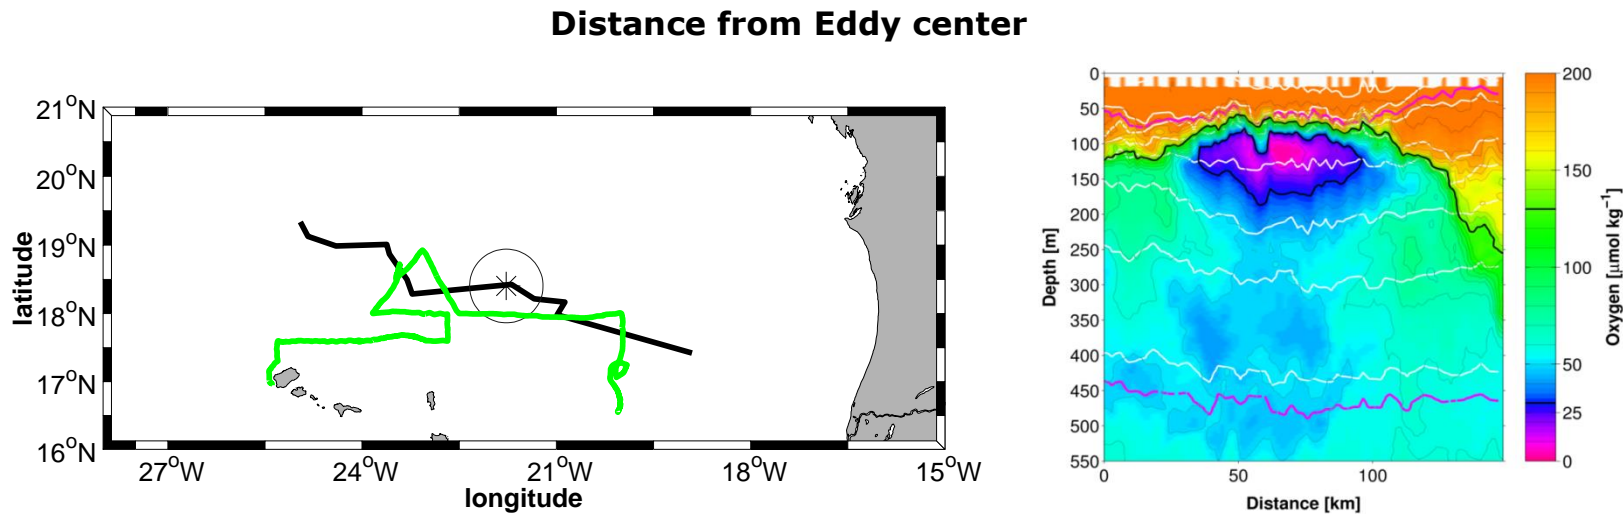 Distance from Eddy center
21°N
20°N
19°N
18°N
17°N
16°N
latitude
27°W
24°W
21°W
18°W
15°W
longitude
0
50
100
150
200
250
300
350
400
450
500
550
Depth [m]
0
50
100
Distance [km]
200
150
100
50
25
0
Oxygen [µmol kg⁻¹]